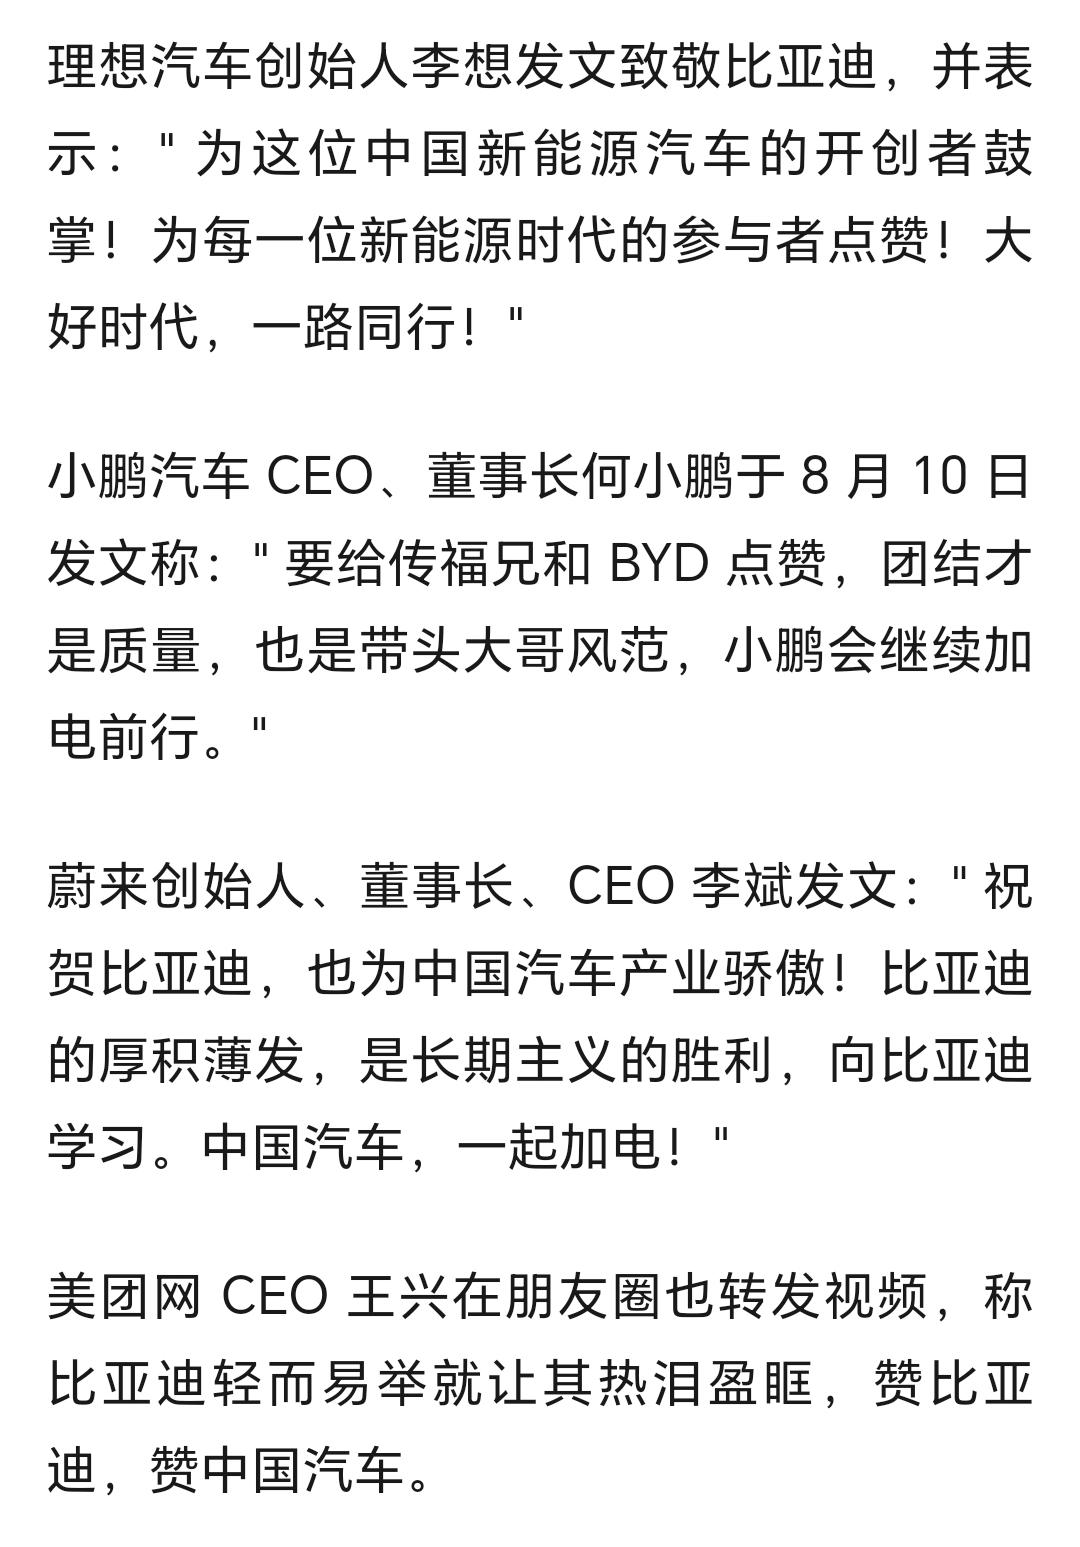 理想汽车创始人李想发文致敬比亚迪，并表
示："为这位中国新能源汽车的开创者鼓
掌！为每一位新能源时代的参与者点赞！大
好时代，一路同行！"
小鹏汽车 CEO、董事长何小鹏于 8 月 10 日
发文称："要给传福兄和 BYD 点赞，团结才
是质量，也是带头大哥风范，小鹏会继续加
电前行。"
蔚来创始人、董事长、CEO 李斌发文："祝
贺比亚迪，也为中国汽车产业骄傲！比亚迪
的厚积薄发，是长期主义的胜利，向比亚迪
学习。中国汽车，一起加电！"
美团网 CEO 王兴在朋友圈也转发视频，称
比亚迪轻而易举就让其热泪盈眶，赞比亚
迪，赞中国汽车。